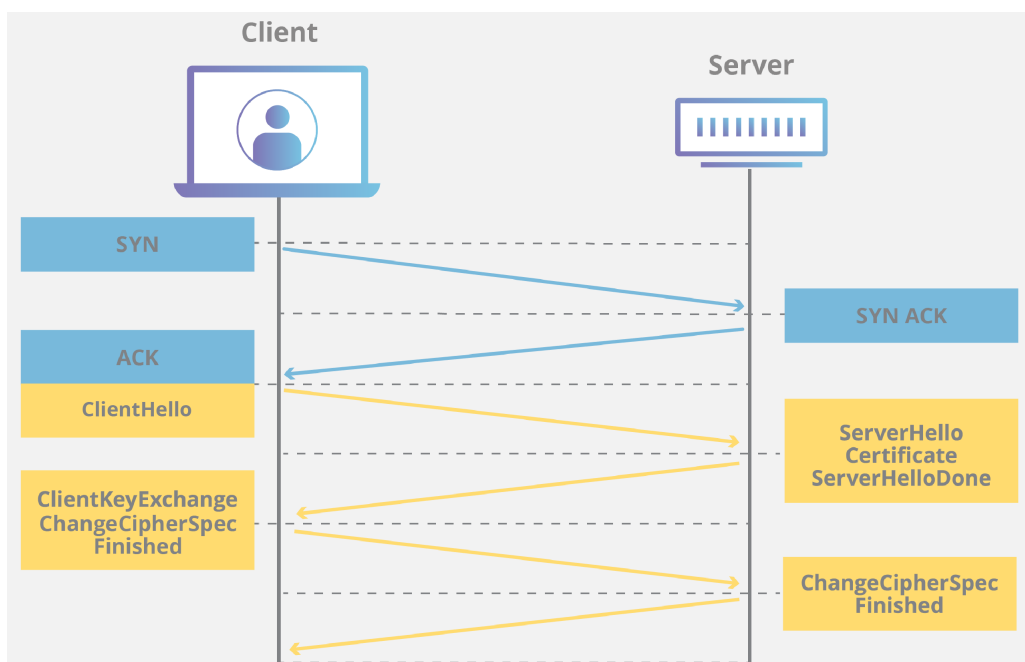 Client
Server
SYN
SYN ACK
ACK
ClientHello
ServerHello
Certificate
ServerHelloDone
ClientKeyExchange
ChangeCipherSpec
Finished
ChangeCipherSpec
Finished